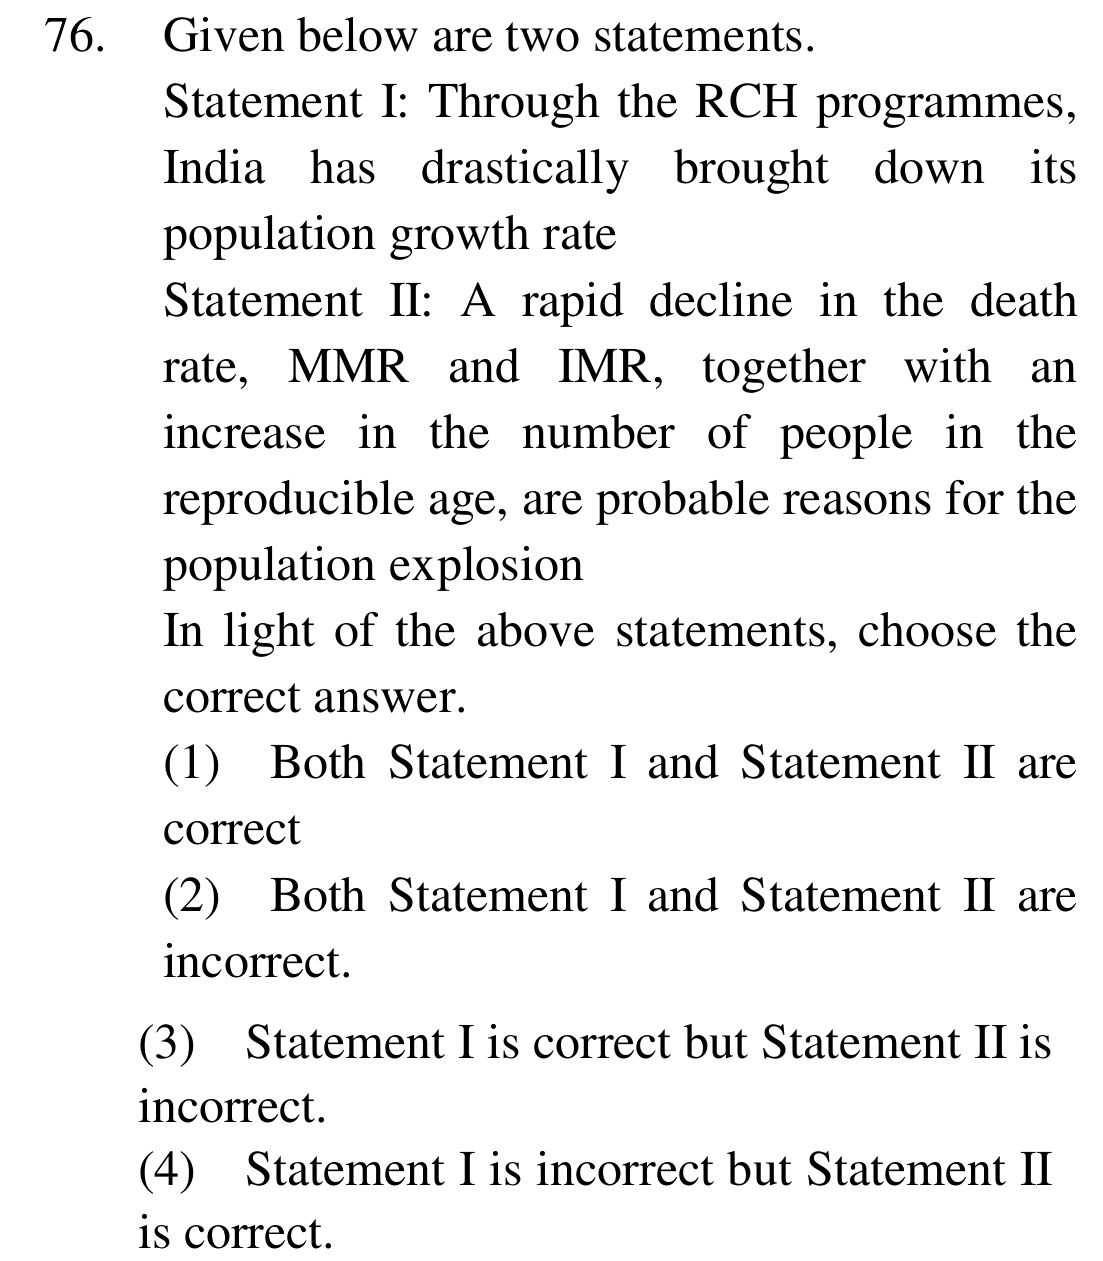 76. Given below are two statements.
Statement I: Through the RCH programmes,
India has drastically brought down its
population growth rate
Statement II: A rapid decline in the death
rate, MMR and IMR, together with an
increase in the number of people in the
reproducible age, are probable reasons for the
population explosion
In light of the above statements, choose the
correct answer.
(1) Both Statement I and Statement II are
correct
(2) Both Statement I and Statement II are
incorrect.
(3) Statement I is correct but Statement II is
incorrect.
(4) Statement I is incorrect but Statement II
is correct.